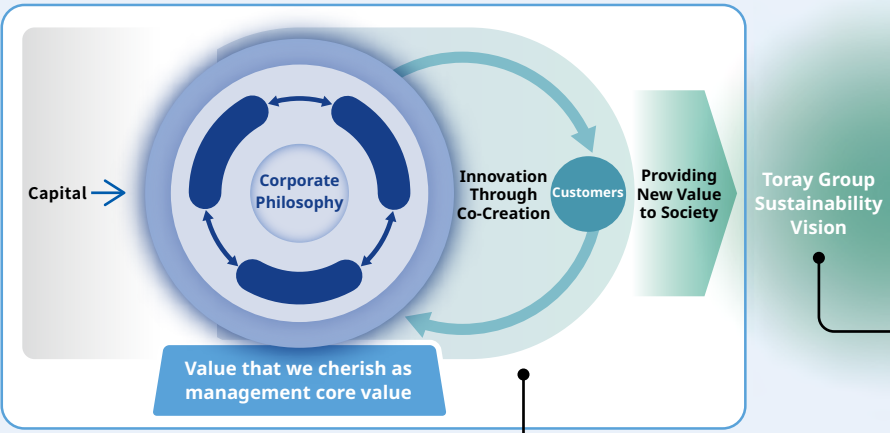 Capital
Corporate
Philosophy
Innovation
Through
Co-Creation
Customers
Providing
New Value
to Society
Toray Group
Sustainability
Vision
Value that we cherish as
management core value